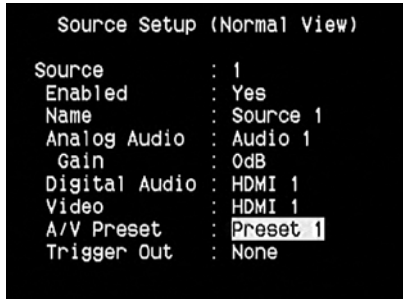 Source Setup (Normal View)
Source : 1
Enabled : Yes
Name : Source 1
Analog Audio : Audio 1
Gain : 0dB
Digital Audio : HDMI 1
Video : HDMI 1
A/V Preset : Preset 1
Trigger Out : None